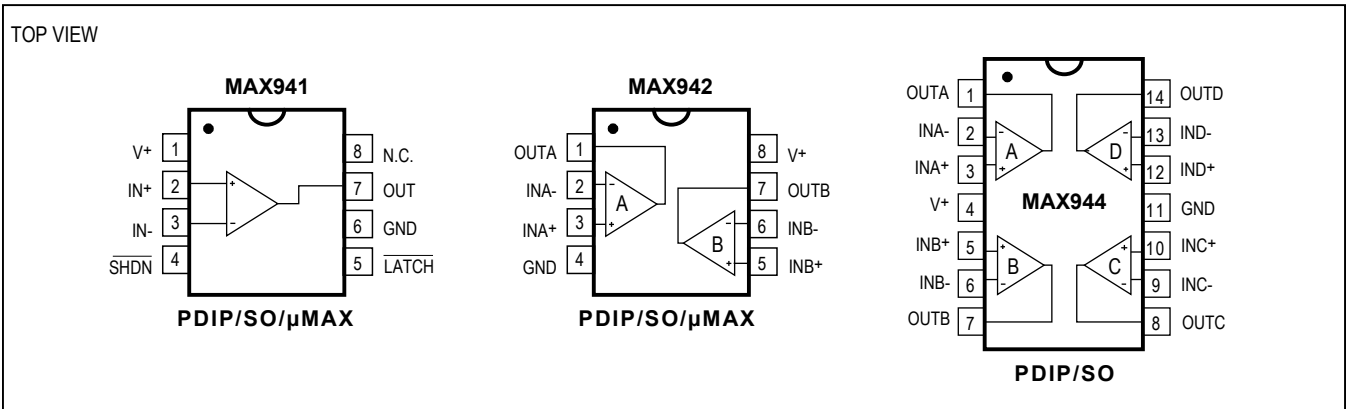 TOP VIEW
MAX941
V+ 1
IN+ 2
IN- 3
SHDN 4
8 N.C.
7 OUT
6 GND
5 LATCH
+
-
PDIP/SO/µMAX
MAX942
OUTA 1
INA- 2
INA+ 3
GND 4
8 V+
7 OUTB
6 INB-
5 INB+
-
A
+
-
B
+
PDIP/SO/µMAX
OUTA 1
INA- 2
INA+ 3
V+ 4
INB+ 5
INB- 6
OUTB 7
14 OUTD
13 IND-
12 IND+
11 GND
10 INC+
9 INC-
8 OUTC
-
A
+
-
D
+
MAX944
+
B
-
+
C
-
PDIP/SO